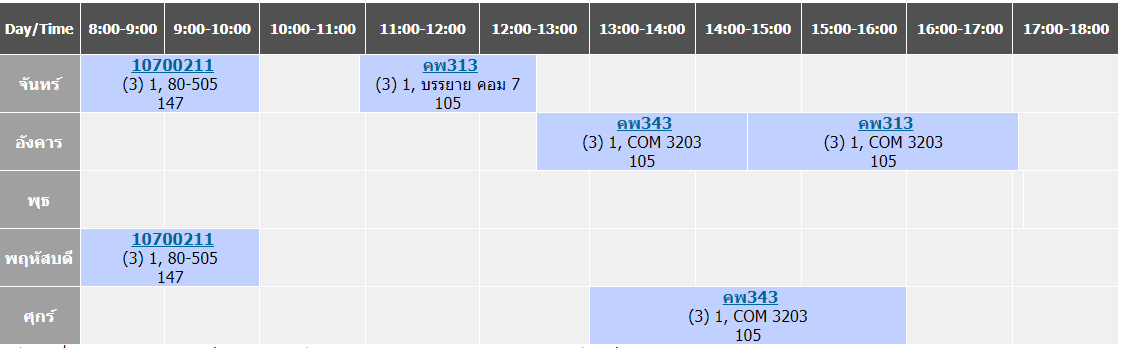 Day/Time 8:00-9:00 9:00-10:00 10:00-11:00 11:00-12:00 12:00-13:00 13:00-14:00 14:00-15:00 15:00-16:00 16:00-17:00 17:00-18:00
จันทร์
10700211
(3) 1, 80-505
147
คพ313
(3) 1, บรรยาย คอม 7
105
อังคาร
คพ343
(3) 1, COM 3203
105
คพ313
(3) 1, COM 3203
105
พุธ
พฤหัสบดี
10700211
(3) 1, 80-505
147
ศุกร์
คพ343
(3) 1, COM 3203
105